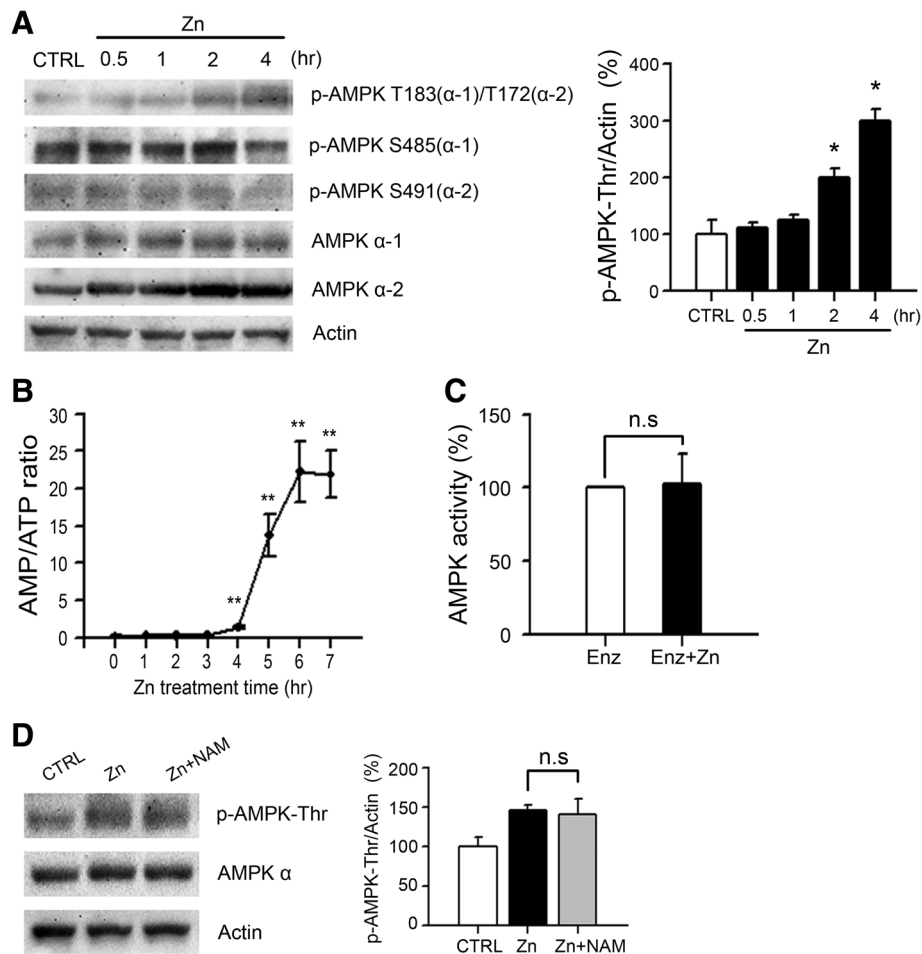 A
Zn
CTRL 0.5 1 2 4 (hr)
p-AMPK T183(α-1)/T172(α-2)
p-AMPK S485(α-1)
p-AMPK S491(α-2)
AMPK α-1
AMPK α-2
Actin
p-AMPK-Thr/Actin (%)
400
300
200
100
0
CTRL 0.5 1 2 4 (hr)
Zn
* *
B
AMP/ATP ratio
30
25
20
15
10
5
0
** ** ** **
0 1 2 3 4 5 6 7
Zn treatment time (hr)
C
AMPK activity (%)
150
100
50
0
n.s
Enz Enz+Zn
D
CTRL Zn Zn+NAM
p-AMPK-Thr
AMPK α
Actin
p-AMPK-Thr/Actin (%)
200
150
100
50
0
n.s
CTRL Zn Zn+NAM